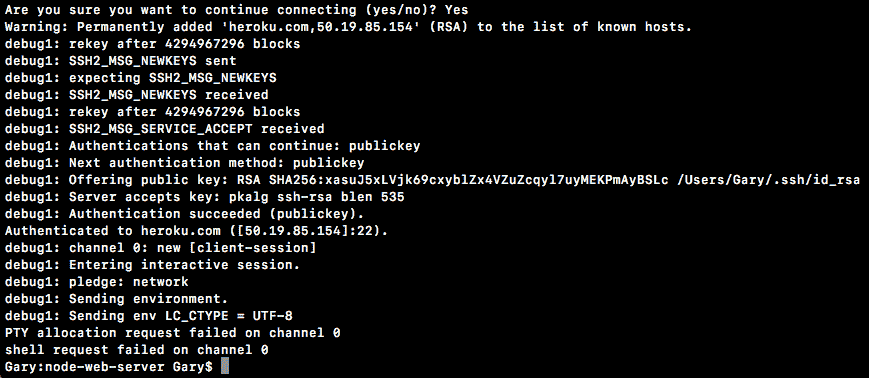 Are you sure you want to continue connecting (yes/no)? Yes
Warning: Permanently added 'heroku.com,50.19.85.154' (RSA) to the list of known hosts.
debug1: rekey after 4294967296 blocks
debug1: SSH2_MSG_NEWKEYS sent
debug1: expecting SSH2_MSG_NEWKEYS
debug1: SSH2_MSG_NEWKEYS received
debug1: rekey after 4294967296 blocks
debug1: SSH2_MSG_SERVICE_ACCEPT received
debug1: Authentications that can continue: publickey
debug1: Next authentication method: publickey
debug1: Offering public key: RSA SHA256:xasuJ5xLVjk69cxyblZx4VZuZcqyl7uyMEKPmAyBSLc /Users/Gary/.ssh/id_rsa
debug1: Server accepts key: pkalg ssh-rsa blen 535
debug1: Authentication succeeded (publickey).
Authenticated to heroku.com ([50.19.85.154]:22).
debug1: channel 0: new [client-session]
debug1: Entering interactive session.
debug1: pledge: network
debug1: Sending environment.
debug1: Sending env LC_CTYPE = UTF-8
PTY allocation request failed on channel 0
shell request failed on channel 0
Gary:node-web-server Gary$